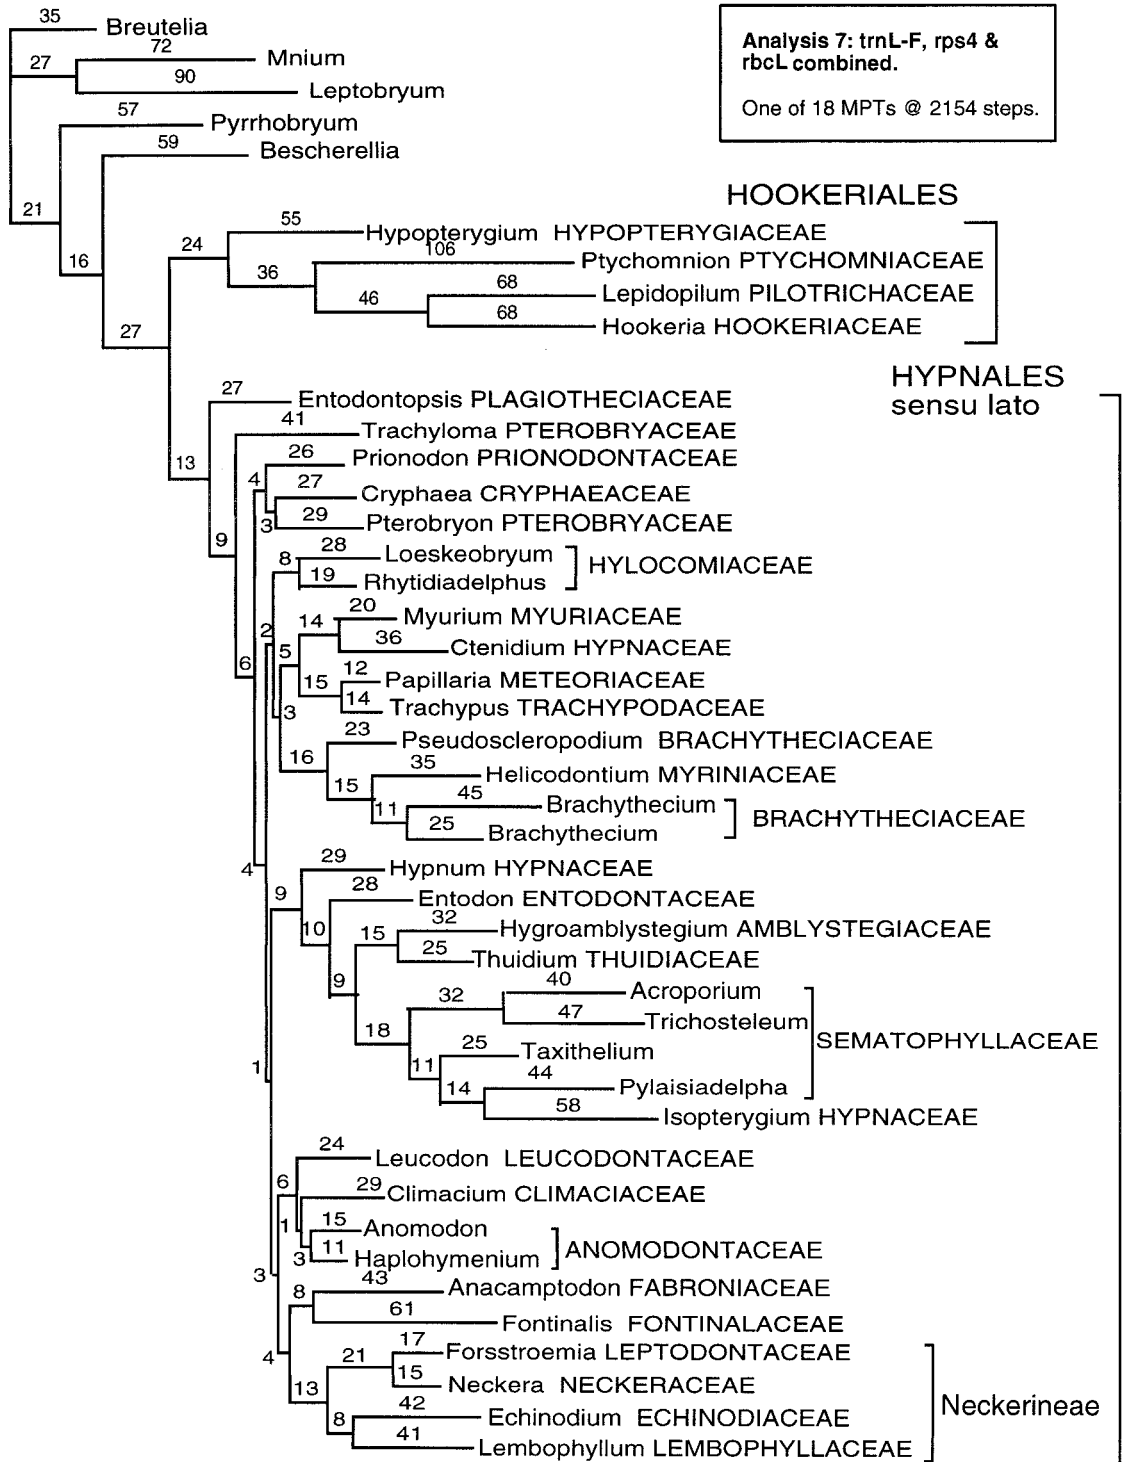 35
Breutelia
Analysis 7: trnL-F, rps4 &
rbcL combined.
One of 18 MPTs @ 2154 steps.
72
27
Mnium
90
Leptobryum
57
Pyrrhobryum
59
Bescherellia
HOOKERIALES
21
55
24
Hypopterygium HYPOPTERYGIACEAE
106
16
Ptychomnion PTYCHOMNIACEAE
36
68
46
Lepidopilum PILOTRICHACEAE
68
Hookeria HOOKERIACEAE
27
HYPNALES
sensu lato
27
Entodontopsis PLAGIOTHECIACEAE
41
Trachyloma PTEROBRYACEAE
26
13
Prionodon PRIONODONTACEAE
4
27
Cryphaea CRYPHAEACEAE
29
3
Pterobryon PTEROBRYACEAE
9
28
8
Loeskeobryum
HYLOCOMIACEAE
19
Rhytidiadelphus
20
14
Myurium MYURIACEAE
2
36
5
Ctenidium HYPNACEAE
6
12
15
Papillaria METEORIACEAE
14
3
Trachypus TRACHYPODACEAE
23
Pseudoscleropodium BRACHYTHECIACEAE
16
35
Helicodontium MYRINIACEAE
15
45
11
Brachythecium
BRACHYTHECIACEAE
25
Brachythecium
29
4
Hypnum HYPNACEAE
28
9
Entodon ENTODONTACEAE
32
10
15
Hygroamblystegium AMBLYSTEGIACEAE
25
Thuidium THUIDIACEAE
9
40
32
Acroporium
47
Trichosteleum
18
SEMATOPHYLLACEAE
25
Taxithelium
1
11
44
14
Pylaisiadelpha
58
Isopterygium HYPNACEAE
24
Leucodon LEUCODONTACEAE
6
29
Climacium CLIMACIACEAE
1
15
Anomodon
ANOMODONTACEAE
11
3
Haplohymenium
3
43
8
Anacamptodon FABRONIACEAE
61
Fontinalis FONTINALACEAE
4
17
21
Forsstroemia LEPTODONTACEAE
15
13
Neckera NECKERACEAE
Neckerineae
42
8
Echinodium ECHINODIACEAE
41
Lembophyllum LEMBOPHYLLACEAE